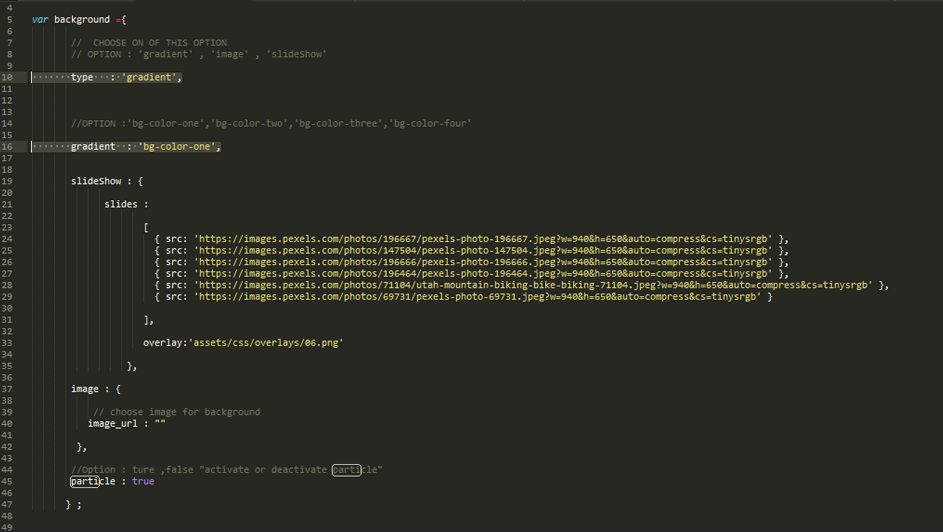 4
5 var background ={
6
7 //  CHOOSE ON OF THIS OPTION
8 // OPTION : 'gradient' , 'image' , 'slideShow'
9
10 type   : 'gradient',
11
12
13
14 //OPTION :'bg-color-one','bg-color-two','bg-color-three','bg-color-four'
15
16 gradient  : 'bg-color-one',
17
18
19 slideShow : {
20
21 slides :
22
23 [
24 { src: 'https://images.pexels.com/photos/196667/pexels-photo-196667.jpeg?w=940&h=650&auto=compress&cs=tinysrgb' },
25 { src: 'https://images.pexels.com/photos/147504/pexels-photo-147504.jpeg?w=940&h=650&auto=compress&cs=tinysrgb' },
26 { src: 'https://images.pexels.com/photos/196666/pexels-photo-196666.jpeg?w=940&h=650&auto=compress&cs=tinysrgb' },
27 { src: 'https://images.pexels.com/photos/196464/pexels-photo-196464.jpeg?w=940&h=650&auto=compress&cs=tinysrgb' },
28 { src: 'https://images.pexels.com/photos/71104/utah-mountain-biking-bike-biking-71104.jpeg?w=940&h=650&auto=compress&cs=tinysrgb' },
29 { src: 'https://images.pexels.com/photos/69731/pexels-photo-69731.jpeg?w=940&h=650&auto=compress&cs=tinysrgb' }
30
31 ],
32
33 overlay:'assets/css/overlays/06.png'
34
35 },
36
37 image : {
38
39 // choose image for background
40 image_url : ""
41
42 },
43
44 //Option : ture ,false "activate or deactivate particle"
45 particle : true
46
47 } ;
48
49